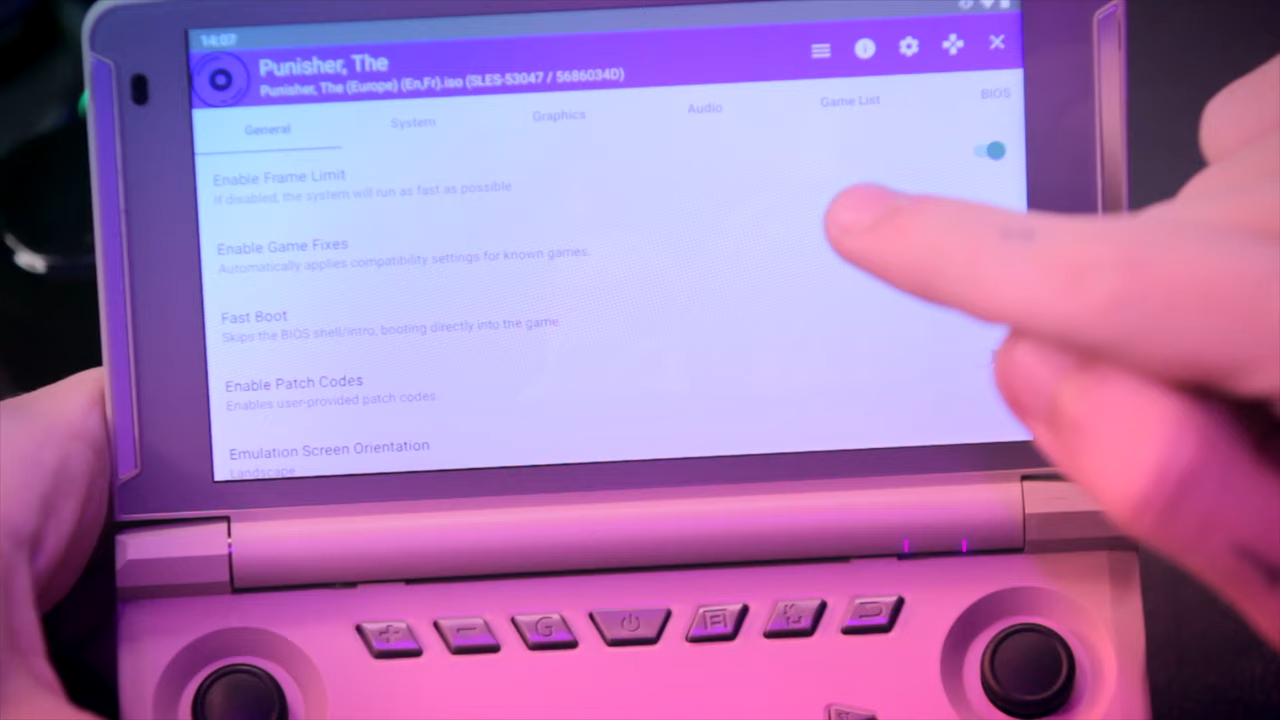 14:07
Punisher, The
Punisher, The (Europe) (En,Fr).iso (SLES-53047 / 5686034D)
General
System
Graphics
Audio
Game List
BIOS
Enable Frame Limit
If disabled, the system will run as fast as possible
Enable Game Fixes
Automatically applies compatibility settings for known games.
Fast Boot
Skips the BIOS shell/intro, booting directly into the game
Enable Patch Codes
Enables user-provided patch codes.
Emulation Screen Orientation
Landscape
G